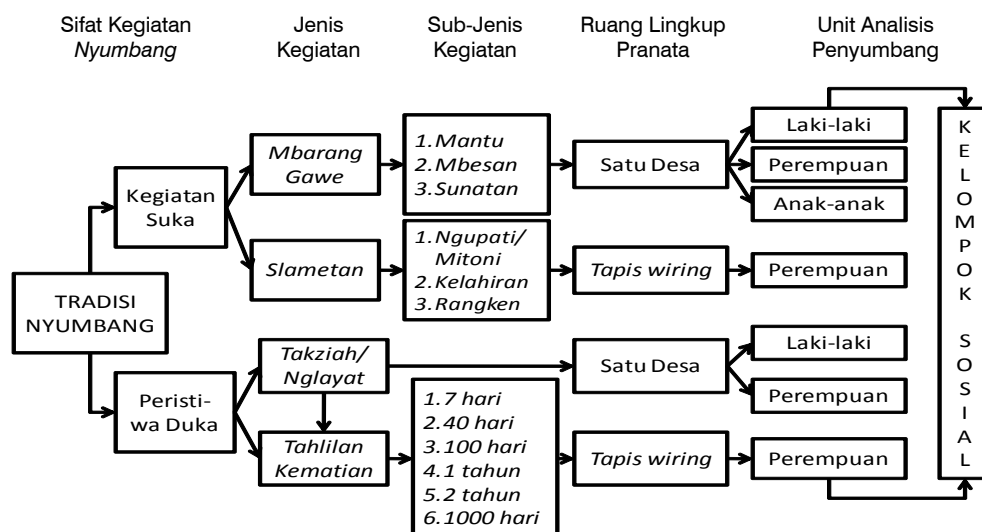 Sifat Kegiatan
Nyumbang
Jenis
Kegiatan
Sub-Jenis
Kegiatan
Ruang Lingkup
Pranata
Unit Analisis
Penyumbang
TRADISI
NYUMBANG
Kegiatan
Suka
Mbarang
Gawe
1.Mantu
2.Mbesan
3.Sunatan
Satu Desa
Laki-laki
Perempuan
Anak-anak
Slametan
1.Ngupati/
Mitoni
2.Kelahiran
3.Rangken
Tapis wiring
Perempuan
Peristi-
wa Duka
Takziah/
Nglayat
Satu Desa
Laki-laki
Perempuan
Tahlilan
Kematian
1.7 hari
2.40 hari
3.100 hari
4.1 tahun
5.2 tahun
6.1000 hari
Tapis wiring
Perempuan
KELOMPOK SOSIAL